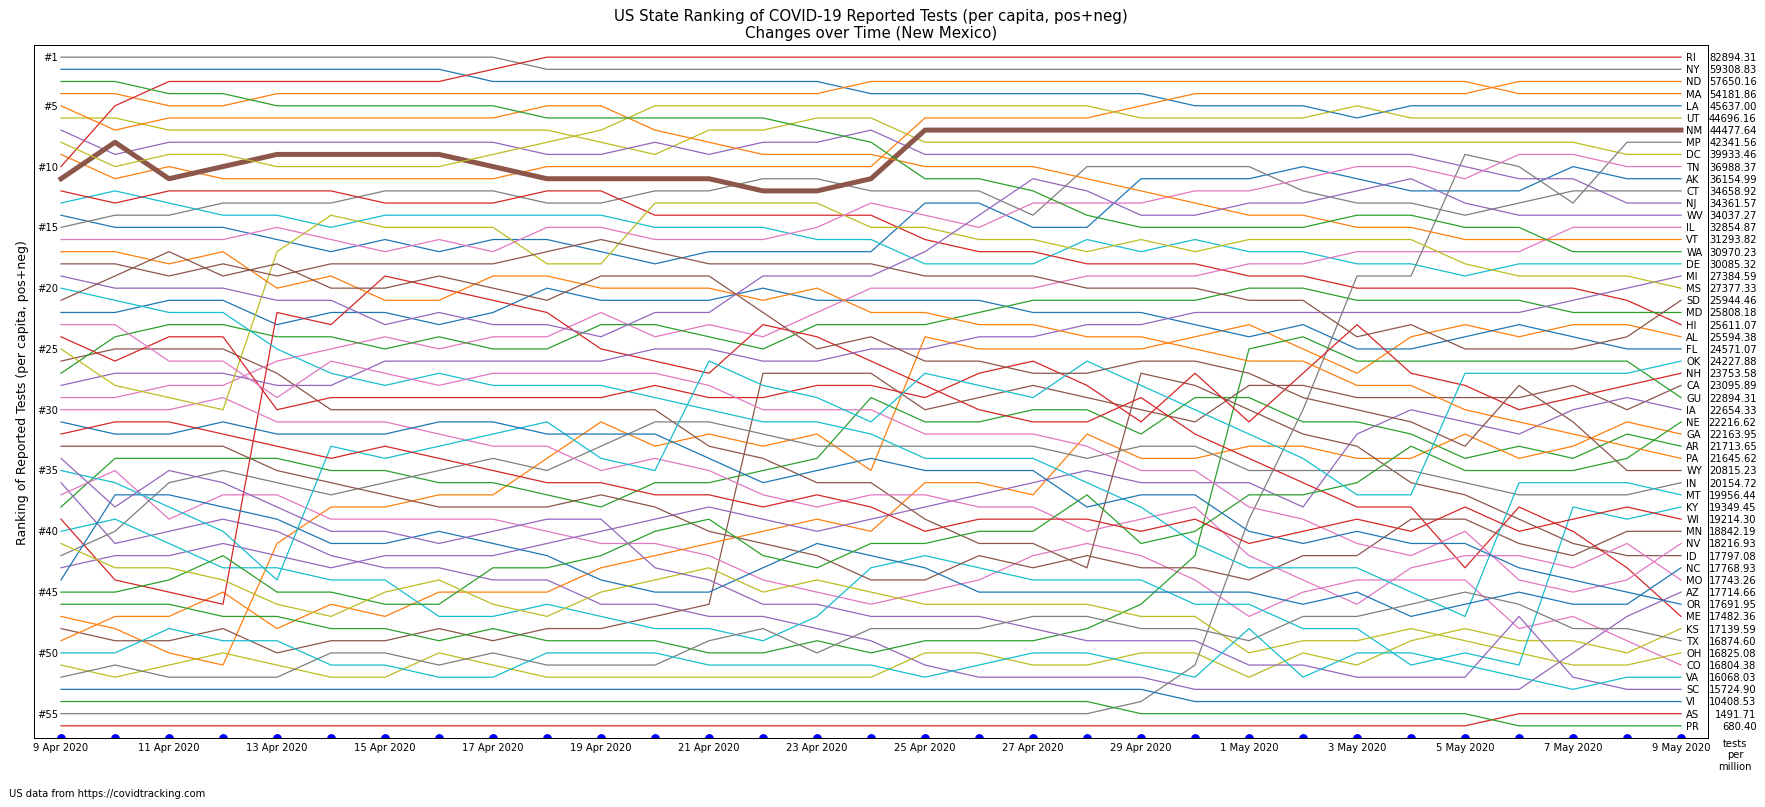 US State Ranking of COVID-19 Reported Tests (per capita, pos+neg)
Changes over Time (New Mexico)
Ranking of Reported Tests (per capita, pos+neg)
#1
#5
#10
#15
#20
#25
#30
#35
#40
#45
#50
#55
RI 82894.31
NY 59308.83
ND 57650.16
MA 54181.86
LA 45637.00
UT 44696.16
NM 44477.64
MP 42341.56
DC 39933.46
TN 36988.37
AK 36154.99
CT 34658.92
NJ 34361.57
WV 34037.27
IL 32854.87
VT 31293.82
WA 30970.23
DE 30085.32
MI 27384.59
MS 27377.33
SD 25944.46
MD 25808.18
HI 25611.07
AL 25594.38
FL 24571.07
OK 24227.88
NH 23753.58
CA 23095.89
GU 22894.31
IA 22654.33
NE 22216.62
GA 22163.95
AR 21713.65
PA 21645.62
WY 20815.23
IN 20154.72
MT 19956.44
KY 19349.45
WI 19214.30
MN 18842.19
NV 18216.93
ID 17797.08
NC 17768.93
MO 17743.26
AZ 17714.66
OR 17691.95
ME 17482.36
KS 17139.59
TX 16874.60
OH 16825.08
CO 16804.38
VA 16068.03
SC 15724.90
VI 10408.53
AS 1491.71
PR 680.40
9 Apr 2020 11 Apr 2020 13 Apr 2020 15 Apr 2020 17 Apr 2020 19 Apr 2020 21 Apr 2020 23 Apr 2020 25 Apr 2020 27 Apr 2020 29 Apr 2020 1 May 2020 3 May 2020 5 May 2020 7 May 2020 9 May 2020
tests
per
million
US data from https://covidtracking.com